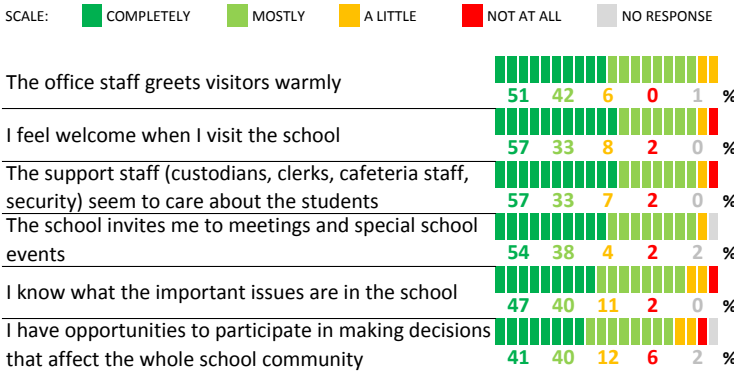 SCALE: COMPLETELY MOSTLY A LITTLE NOT AT ALL NO RESPONSE
The office staff greets visitors warmly
51 42 6 0 1 %
I feel welcome when I visit the school
57 33 8 2 0 %
The support staff (custodians, clerks, cafeteria staff,
security) seem to care about the students
57 33 7 2 0 %
The school invites me to meetings and special school
events
54 38 4 2 2 %
I know what the important issues are in the school
47 40 11 2 0 %
I have opportunities to participate in making decisions
that affect the whole school community
41 40 12 6 2 %